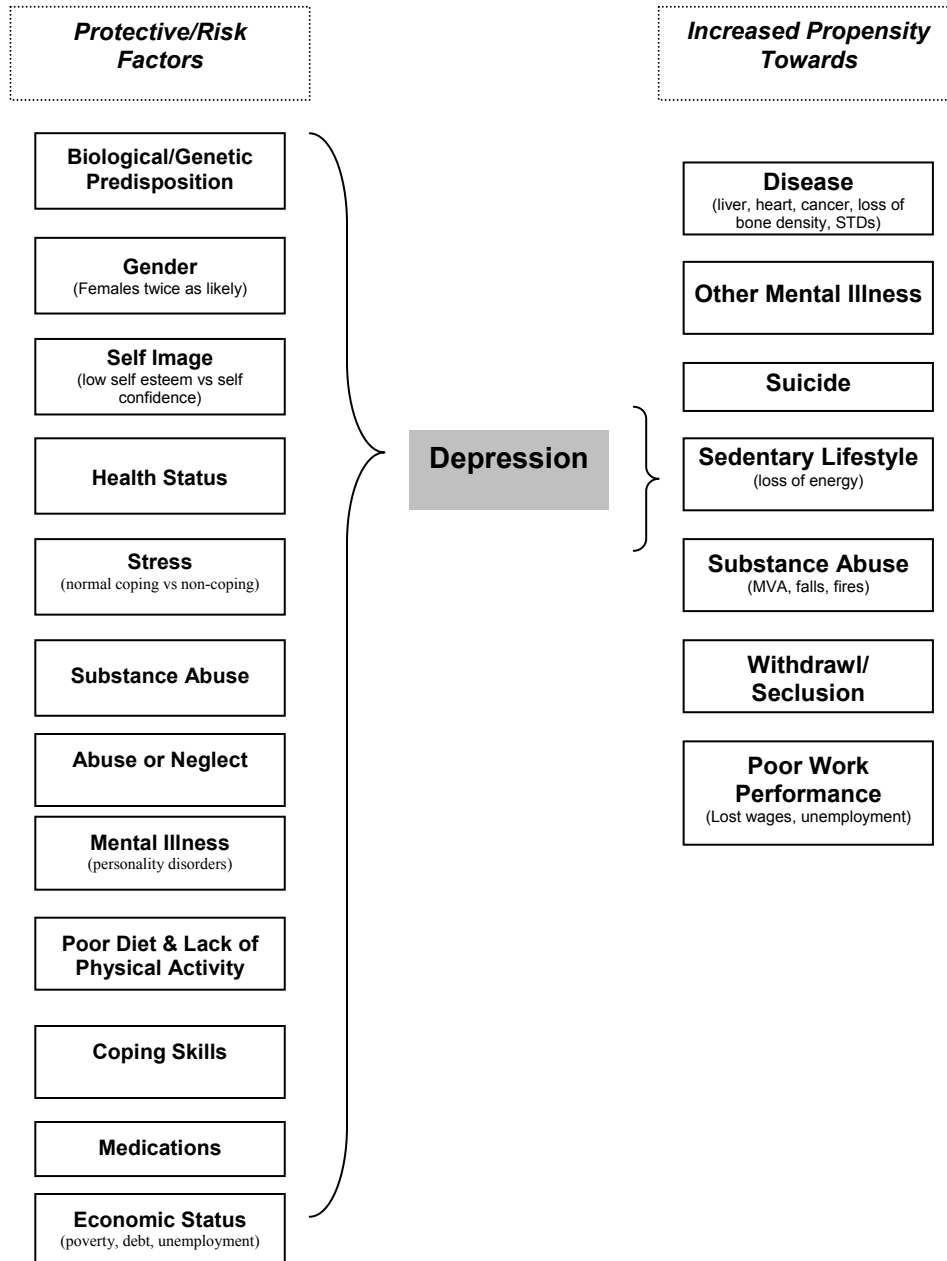 Protective/Risk
Factors
Biological/Genetic
Predisposition
Gender
(Females twice as likely)
Self Image
(low self esteem vs self
confidence)
Health Status
Stress
(normal coping vs non-coping)
Substance Abuse
Abuse or Neglect
Mental Illness
(personality disorders)
Poor Diet & Lack of
Physical Activity
Coping Skills
Medications
Economic Status
(poverty, debt, unemployment)
Depression
Increased Propensity
Towards
Disease
(liver, heart, cancer, loss of
bone density, STDs)
Other Mental Illness
Suicide
Sedentary Lifestyle
(loss of energy)
Substance Abuse
(MVA, falls, fires)
Withdrawl/
Seclusion
Poor Work
Performance
(Lost wages, unemployment)